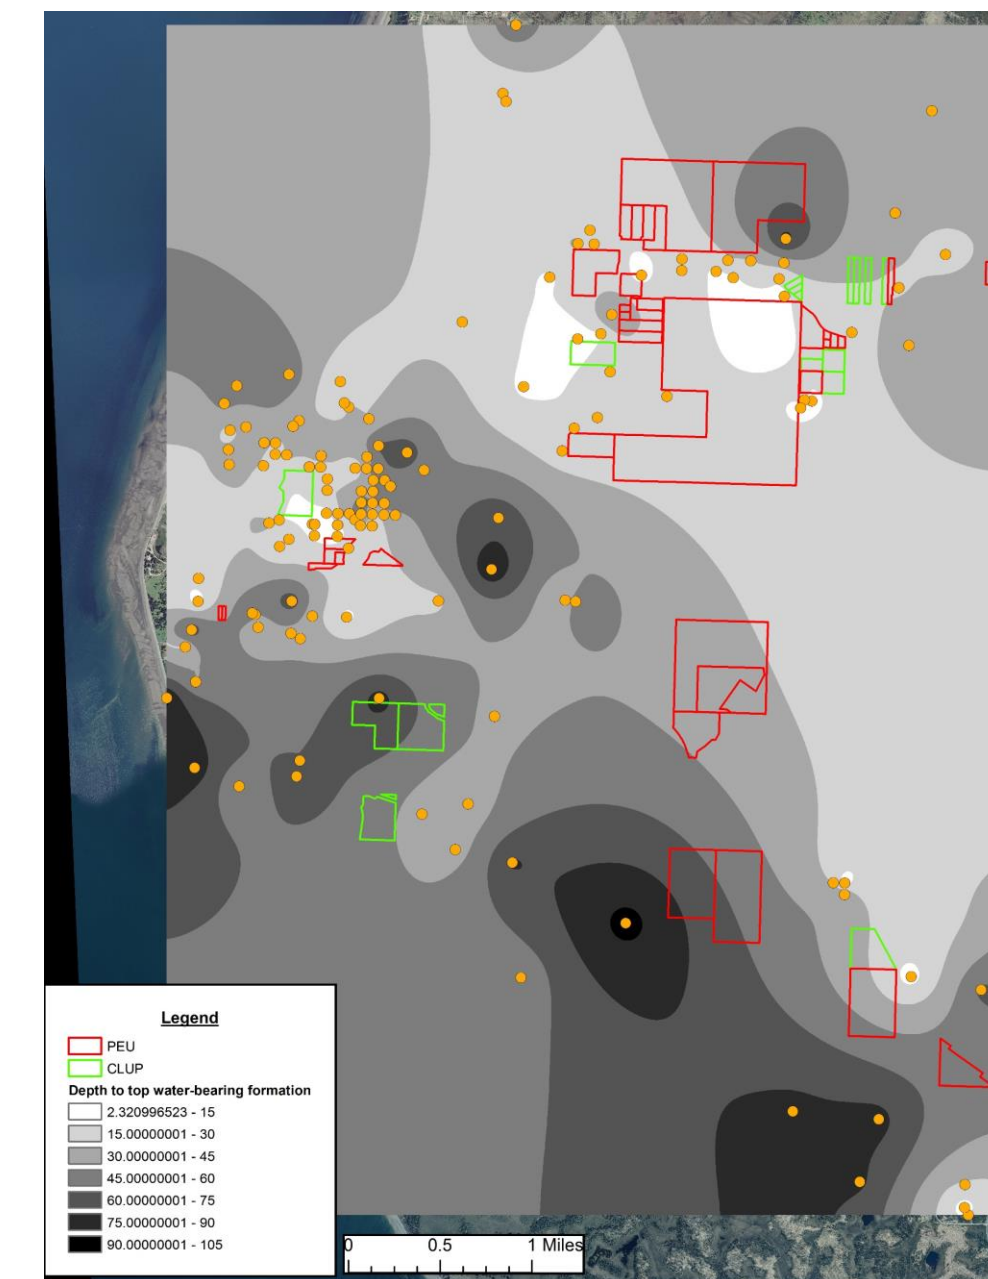 Legend
PEU
CLUP
Depth to top water-bearing formation
2.320996523 - 15
15.00000001 - 30
30.00000001 - 45
45.00000001 - 60
60.00000001 - 75
75.00000001 - 90
90.00000001 - 105
0 0.5 1 Miles